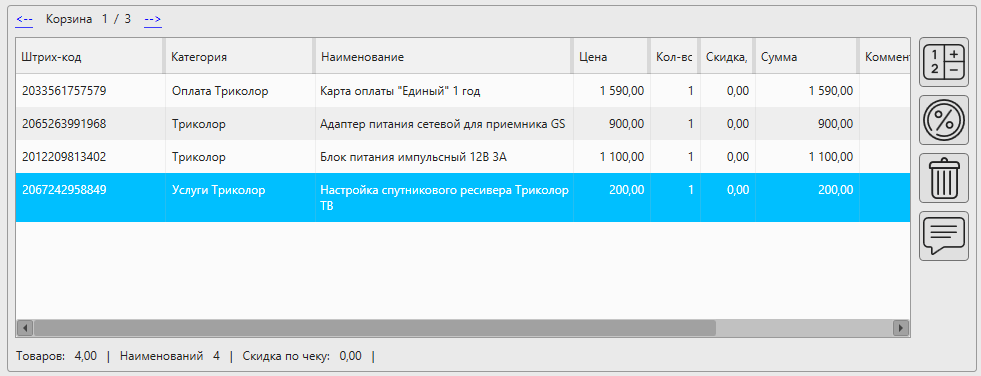 <-- Корзина 1 / 3 -->
Штрих-код Категория Наименование Цена Кол-вс Скидка, Сумма Коммент
2033561757579 Оплата Триколор Карта оплаты "Единый" 1 год 1 590,00 1 0,00 1 590,00
2065263991968 Триколор Адаптер питания сетевой для приемника GS 900,00 1 0,00 900,00
2012209813402 Триколор Блок питания импульсный 12В 3А 1 100,00 1 0,00 1 100,00
2067242958849 Услуги Триколор Настройка спутникового ресивера Триколор 200,00 1 0,00 200,00
ТВ
1 +
2 −
%
Товаров: 4,00 | Наименований 4 | Скидка по чеку: 0,00 |